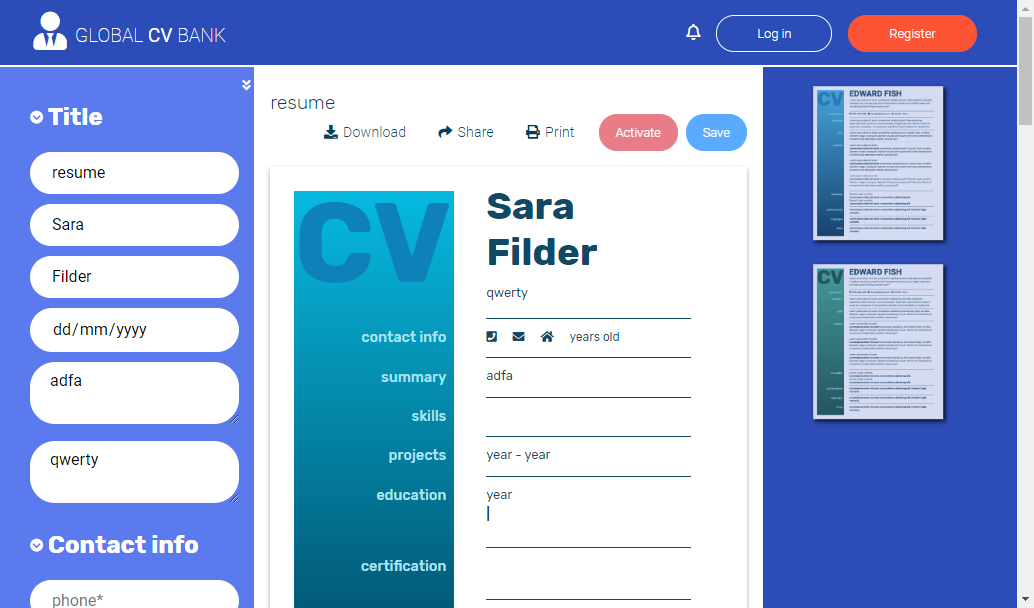 GLOBAL CV BANK
Log in
Register
Title
resume
Sara
Filder
dd/mm/yyyy
adfa
qwerty
Contact info
phone*
resume
Download
Share
Print
Activate
Save
CV
Sara
Filder
qwerty
contact info
years old
summary
adfa
skills
projects
year - year
education
year
certification
CV
EDWARD FISH
CV
EDWARD FISH